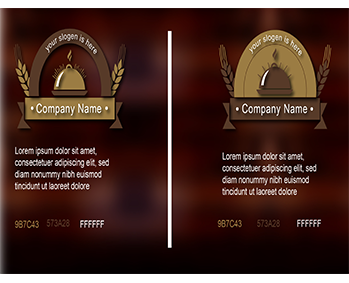 your slogen is here
• Company Name •
Lorem ipsum dolor sit amet,
consectetuer adipiscing elit, sed
diam nonummy nibh euismod
tincidunt ut laoreet dolore
9B7C43 573A28 FFFFFF
your slogen is here
• Company Name •
Lorem ipsum dolor sit amet,
consectetuer adipiscing elit, sed
diam nonummy nibh euismod
tincidunt ut laoreet dolore
9B7C43 573A28 FFFFFF